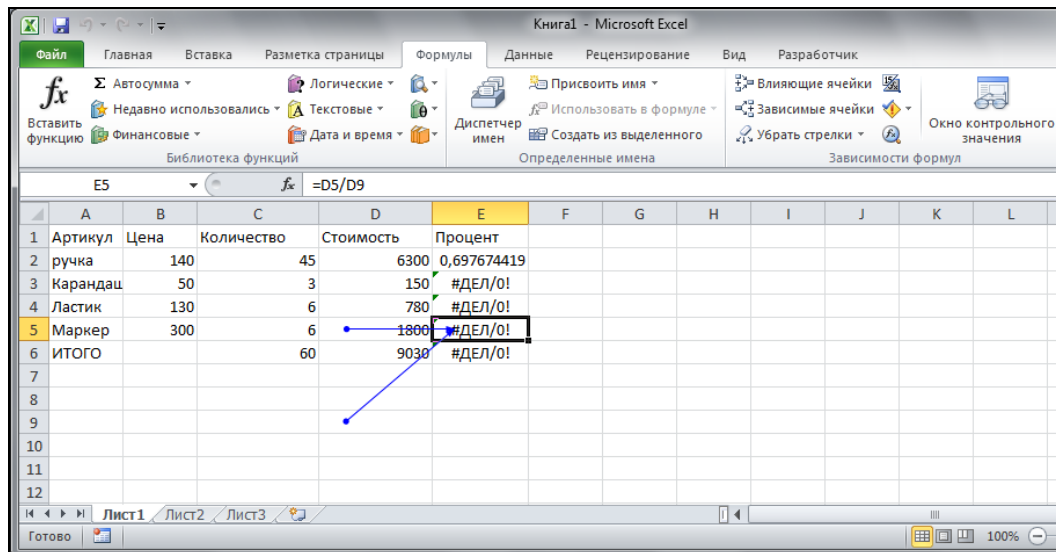 Книга1 - Microsoft Excel
Файл Главная Вставка Разметка страницы Формулы Данные Рецензирование Вид Разработчик
fx Σ Автосумма Логические Присвоить имя Влияющие ячейки
Недавно использовались Текстовые Использовать в формуле Зависимые ячейки
Вставить функцию Финансовые Дата и время Диспетчер имен Создать из выделенного Убрать стрелки Окно контрольного значения
Библиотека функций Определенные имена Зависимости формул
E5 fx =D5/D9
A B C D E F G H I J K L
1 Артикул Цена Количество Стоимость Процент
2 ручка 140 45 6300 0,697674419
3 Карандаш 50 3 150 #ДЕЛ/0!
4 Ластик 130 6 780 #ДЕЛ/0!
5 Маркер 300 6 1800 #ДЕЛ/0!
6 ИТОГО 60 9030 #ДЕЛ/0!
7
8
9
10
11
12
Лист1 Лист2 Лист3
Готово 100%